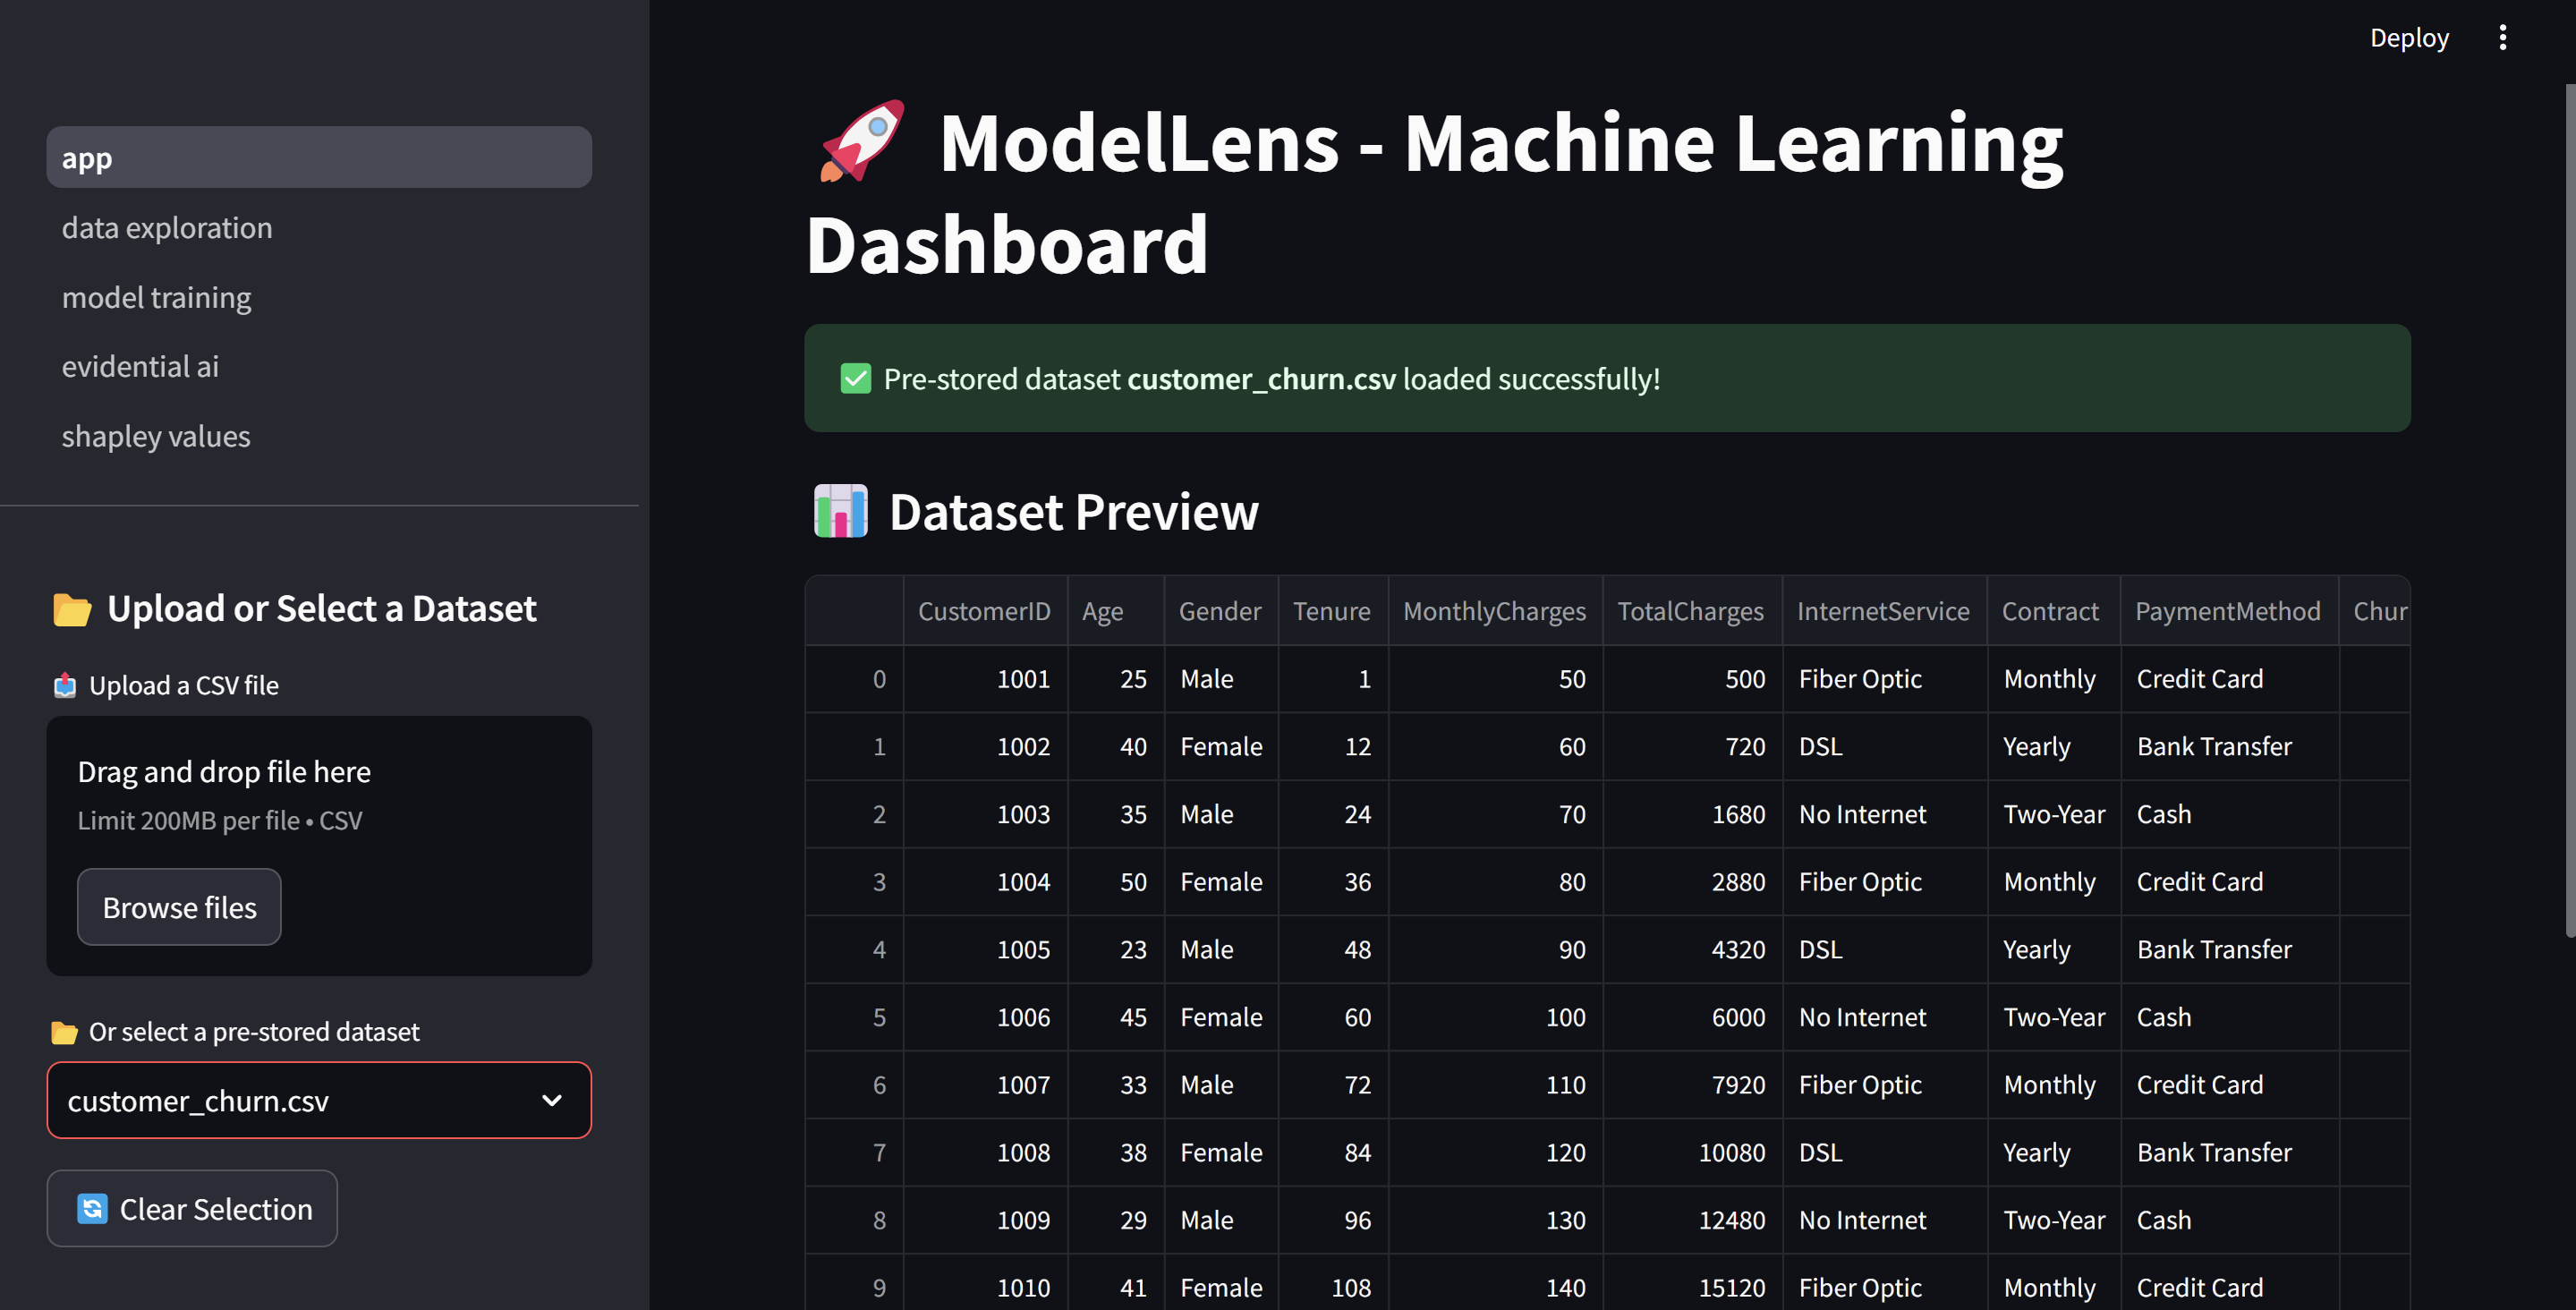 Deploy
app
data exploration
model training
evidential ai
shapley values
Upload or Select a Dataset
Upload a CSV file
Drag and drop file here
Limit 200MB per file • CSV
Browse files
Or select a pre-stored dataset
customer_churn.csv
Clear Selection
ModelLens - Machine Learning
Dashboard
Pre-stored dataset customer_churn.csv loaded successfully!
Dataset Preview
CustomerID Age Gender Tenure MonthlyCharges TotalCharges InternetService Contract PaymentMethod Chur
0 1001 25 Male 1 50 500 Fiber Optic Monthly Credit Card
1 1002 40 Female 12 60 720 DSL Yearly Bank Transfer
2 1003 35 Male 24 70 1680 No Internet Two-Year Cash
3 1004 50 Female 36 80 2880 Fiber Optic Monthly Credit Card
4 1005 23 Male 48 90 4320 DSL Yearly Bank Transfer
5 1006 45 Female 60 100 6000 No Internet Two-Year Cash
6 1007 33 Male 72 110 7920 Fiber Optic Monthly Credit Card
7 1008 38 Female 84 120 10080 DSL Yearly Bank Transfer
8 1009 29 Male 96 130 12480 No Internet Two-Year Cash
9 1010 41 Female 108 140 15120 Fiber Optic Monthly Credit Card